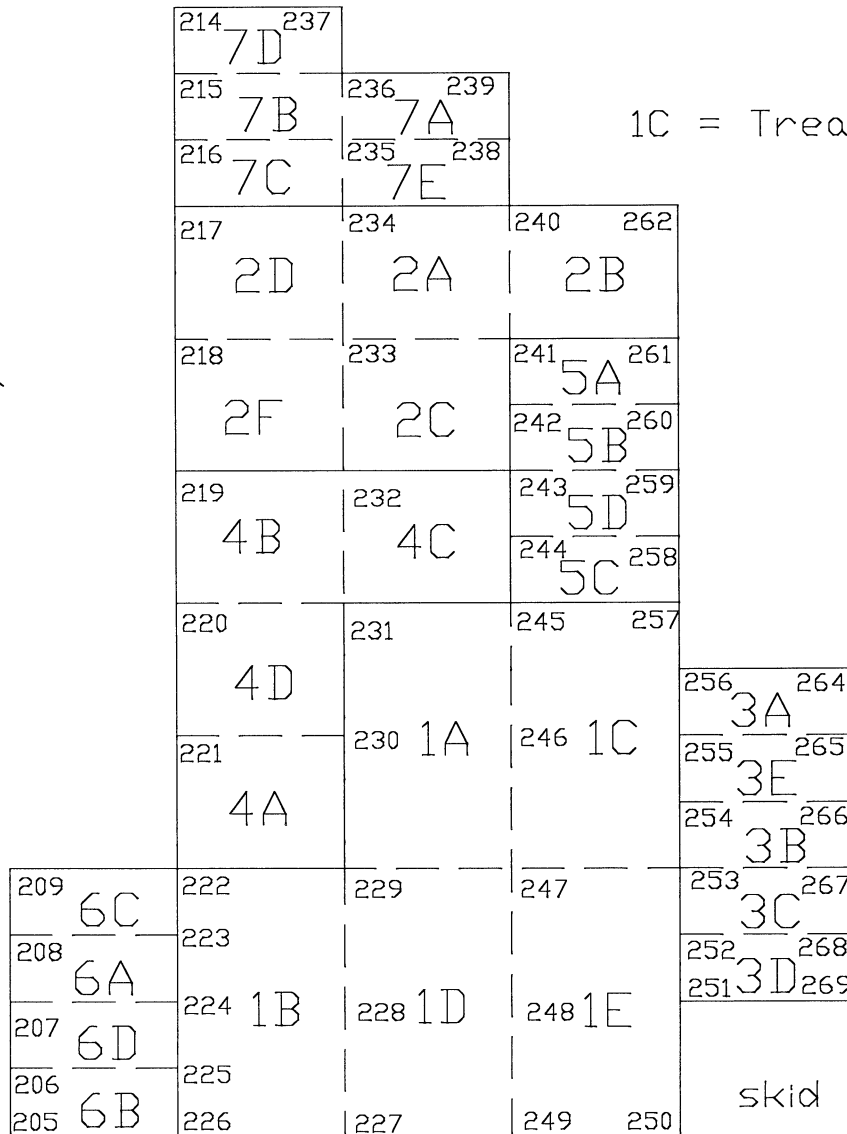 214 7D 237
215 7B 236 7A 239
1C = Trea
216 7C 235 7E 238
217 2D 234 2A 240 2B 262
218 2F 233 2C 241 5A 261
242 5B 260
219 4B 232 4C 243 5D 259
244 5C 258
220 4D 231 245 257
256 3A 264
221 4A 230 1A 246 1C 255 3E 265
254 3B 266
209 6C 222 229 247 253 3C 267
208 6A 223 252 3D 268
251 269
207 6D 224 1B 228 1D 248 1E
206 6B 225 skid
205 226 227 249 250